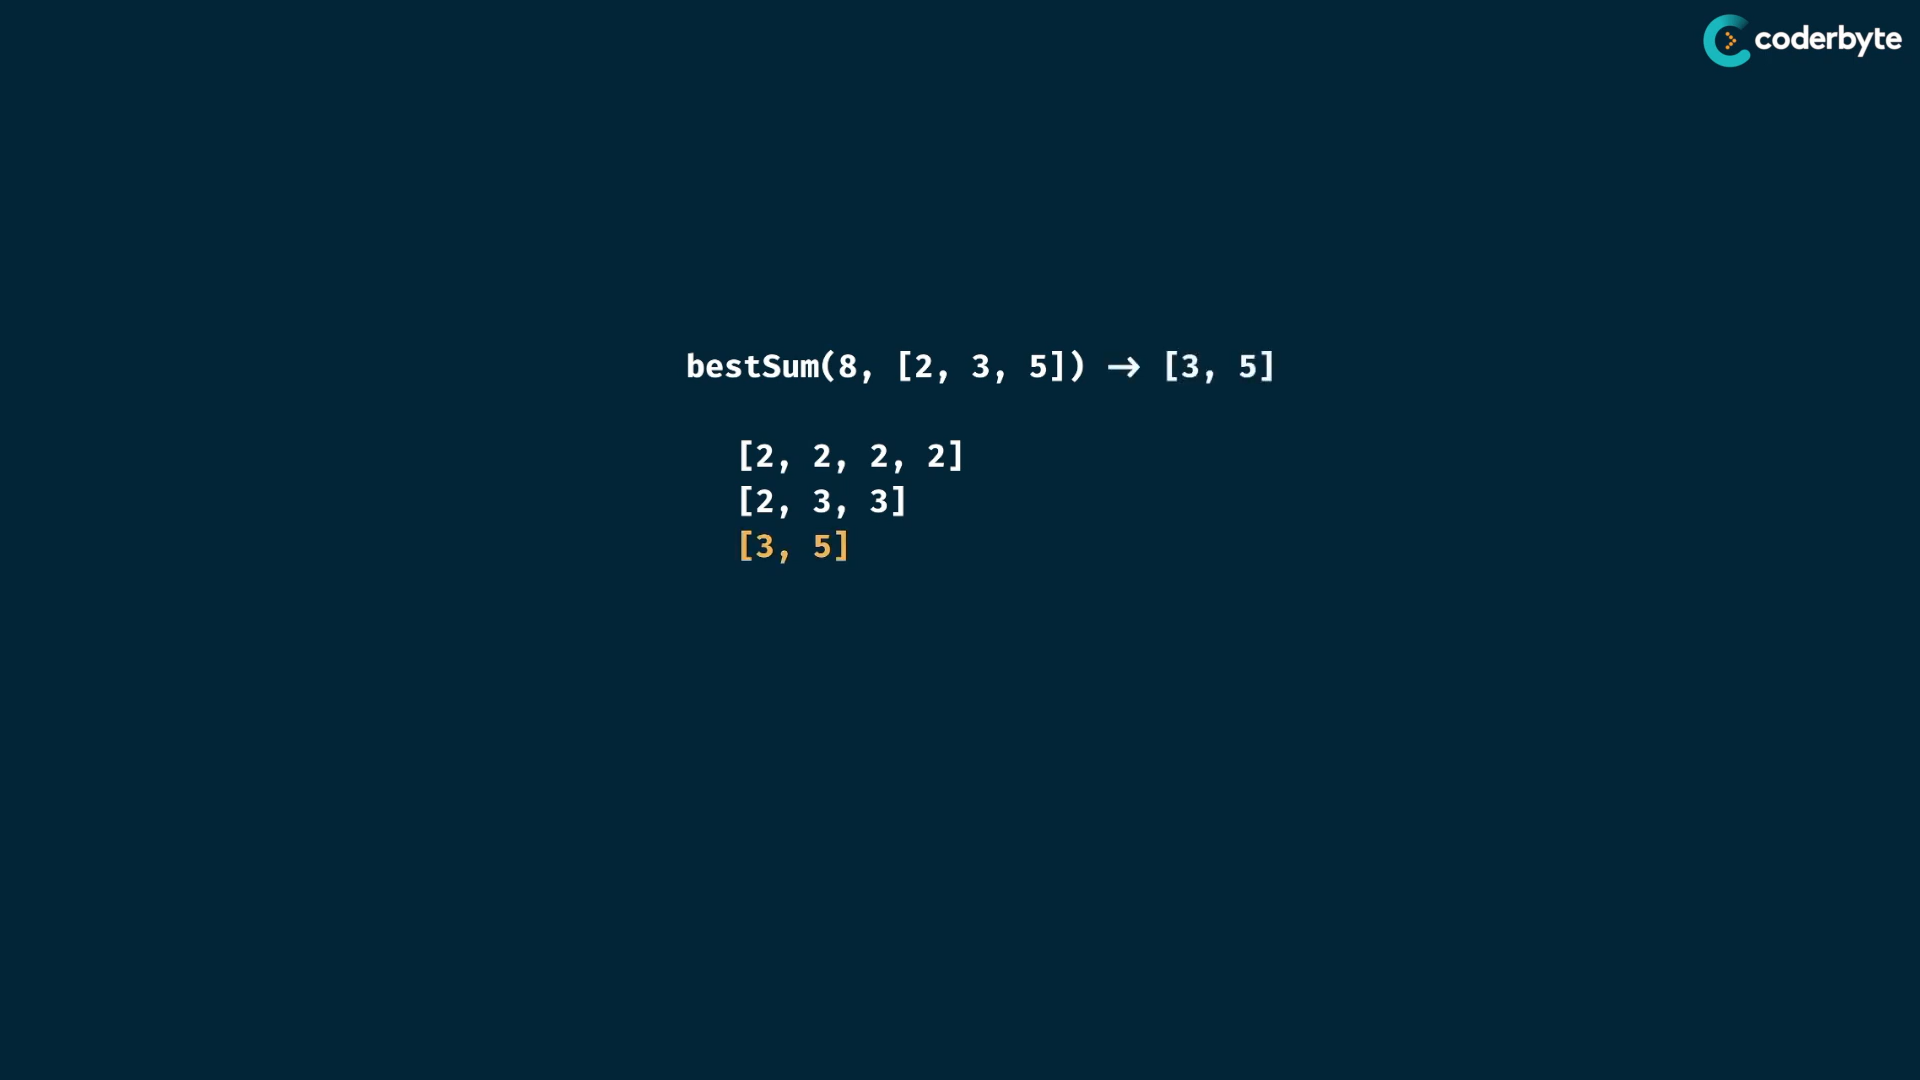 coderbyte
bestSum(8, [2, 3, 5]) → [3, 5]
[2, 2, 2, 2]
[2, 3, 3]
[3, 5]